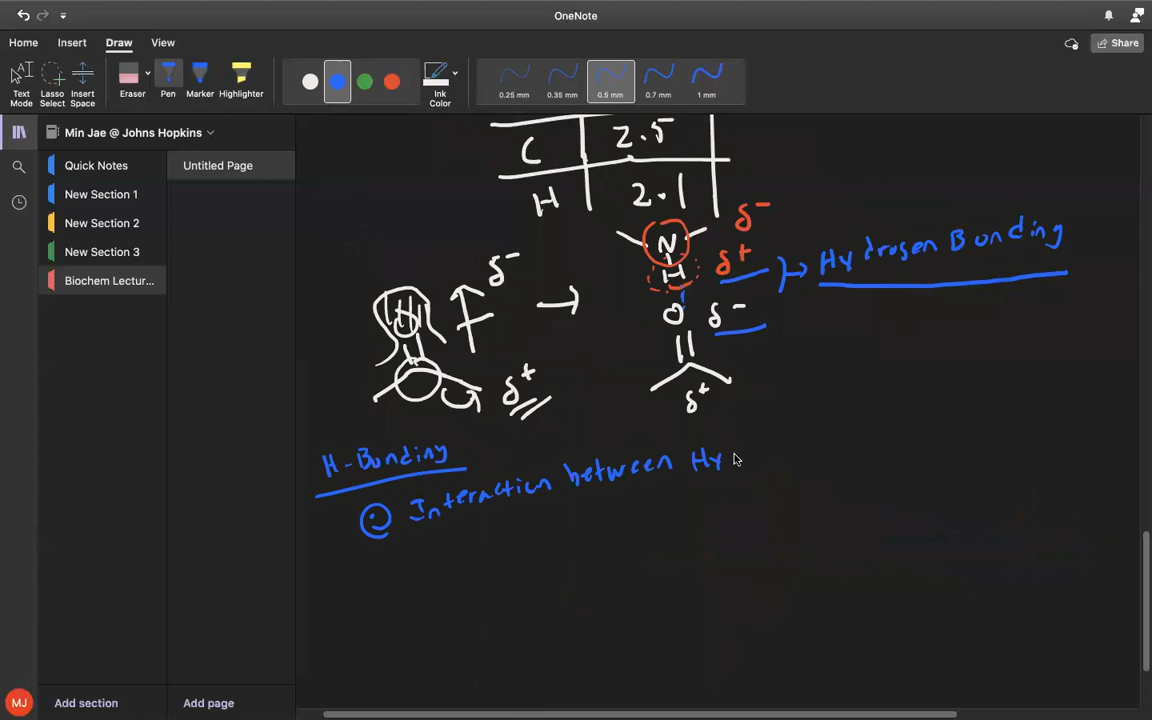 OneNote
Home Insert Draw View
Share
Text Mode
Lasso Select
Insert Space
Eraser
Pen
Marker
Highlighter
Ink Color
0.25 mm
0.35 mm
0.5 mm
0.7 mm
1 mm
Min Jae @ Johns Hopkins
Quick Notes
New Section 1
New Section 2
New Section 3
Biochem Lectur...
Untitled Page
C 2.5
H 2.1
N δ-
H δ+
Hydrogen Bonding
O δ-
δ+
δ-
δ+
H-Bonding
Interaction between Hy
MJ
Add section
Add page